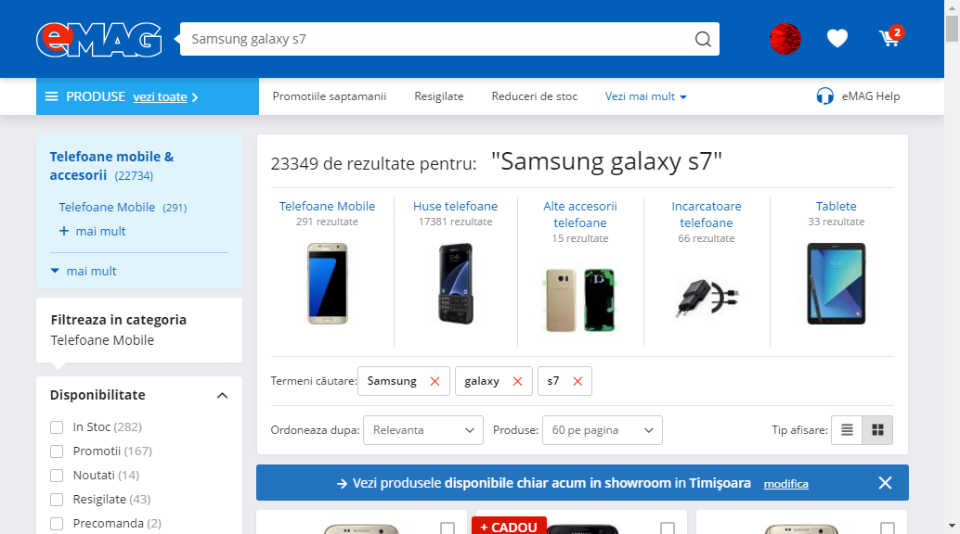 eMAG
Samsung galaxy s7
2
PRODUSE vezi toate
Promotiile saptamanii
Resigilate
Reduceri de stoc
Vezi mai mult
eMAG Help
Telefoane mobile &
accesorii (22734)
Telefoane Mobile (291)
+ mai mult
mai mult
Filtreaza in categoria
Telefoane Mobile
Disponibilitate
In Stoc (282)
Promotii (167)
Noutati (14)
Resigilate (43)
Precomanda (2)
23349 de rezultate pentru: "Samsung galaxy s7"
Telefoane Mobile
291 rezultate
Huse telefoane
17381 rezultate
Alte accesorii
telefoane
15 rezultate
Incarcatoare
telefoane
66 rezultate
Tablete
33 rezultate
Termeni căutare: Samsung galaxy s7
Ordoneaza dupa: Relevanta Produse: 60 pe pagina Tip afisare:
Vezi produsele disponibile chiar acum in showroom in Timișoara modifica
+ CADOU